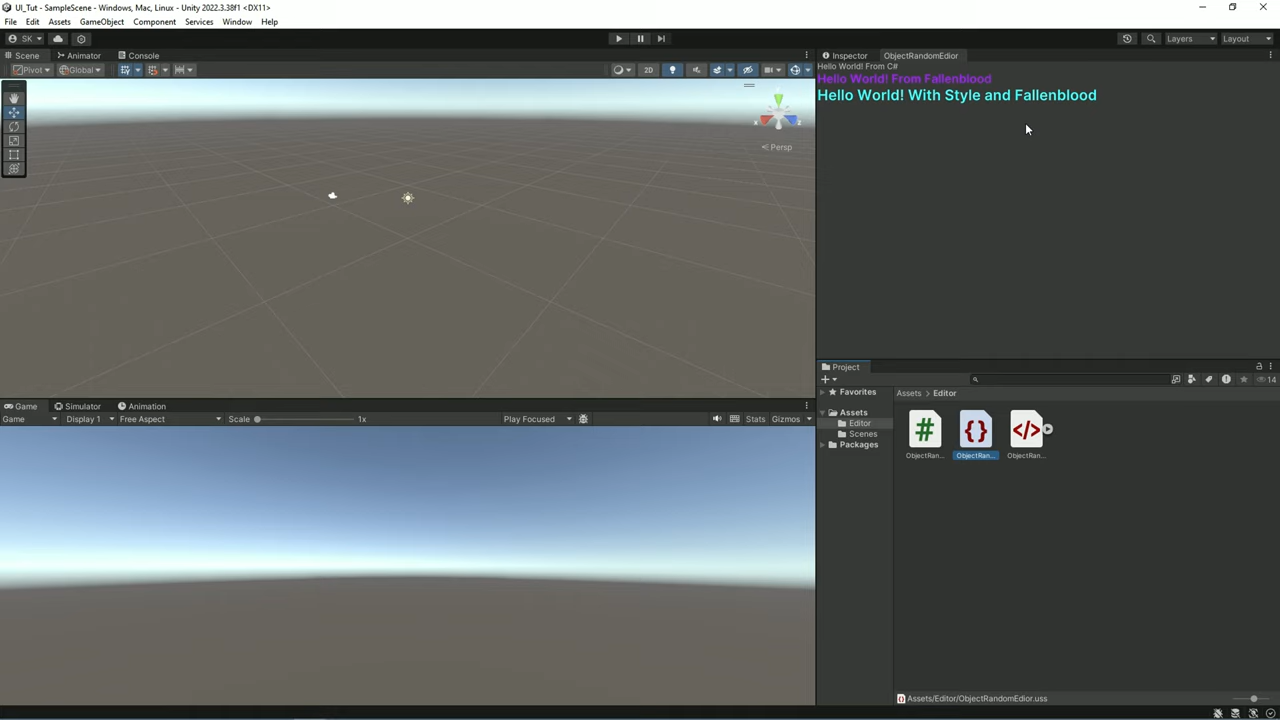 UI_Tut - SampleScene - Windows, Mac, Linux - Unity 2022.3.38f1 <DX11>
File Edit Assets GameObject Component Services Window Help
SK Layers Layout
Scene Animator Console
Pivot Global 2D
Persp
Inspector ObjectRandomEdior
Hello World! From C#
Hello World! From Fallenblood
Hello World! With Style and Fallenblood
Project
14
Favorites
Assets
Editor
Scenes
Packages
Assets > Editor
ObjectRan... ObjectRan... ObjectRan...
Assets/Editor/ObjectRandomEdior.uss
Game Simulator Animation
Game Display 1 Free Aspect Scale 1x Play Focused Stats Gizmos